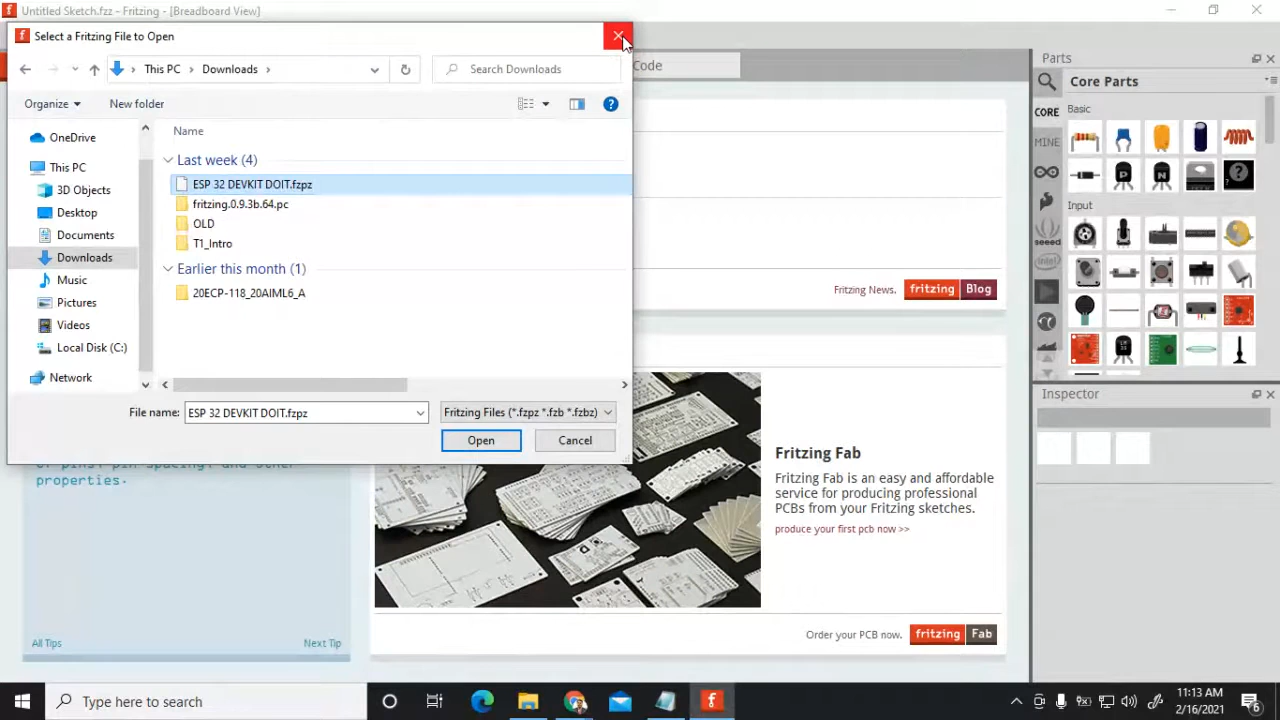 Untitled Sketch.fzz - Fritzing - [Breadboard View]
Select a Fritzing File to Open
This PC > Downloads >
Search Downloads
Code
Organize
New folder
OneDrive
This PC
3D Objects
Desktop
Documents
Downloads
Music
Pictures
Videos
Local Disk (C:)
Network
Name
Last week (4)
ESP 32 DEVKIT DOIT.fzpz
fritzing.0.9.3b.64.pc
OLD
T1_Intro
Earlier this month (1)
20ECP-118_20AIML6_A
File name:
ESP 32 DEVKIT DOIT.fzpz
Fritzing Files (*.fzpz *.fzb *.fzbz)
Open
Cancel
properties.
All Tips
Next Tip
Fritzing News.
fritzing Blog
Fritzing Fab
Fritzing Fab is an easy and affordable
service for producing professional
PCBs from your Fritzing sketches.
produce your first pcb now >>
Order your PCB now.
fritzing Fab
Parts
Core Parts
CORE
MINE
seeed
intel
Basic
P
N
?
Input
Inspector
Type here to search
11:13 AM
2/16/2021
6